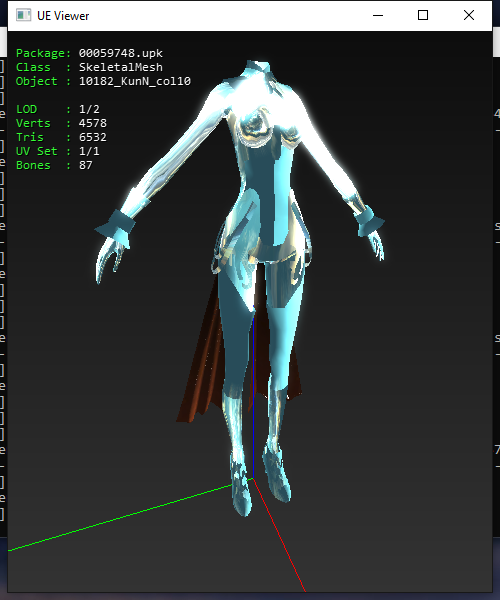 UE Viewer
Package: 00059748.upk
Class : SkeletalMesh
Object : 10182_KunN_col10
LOD : 1/2
Verts : 4578
Tris : 6532
UV Set : 1/1
Bones : 87